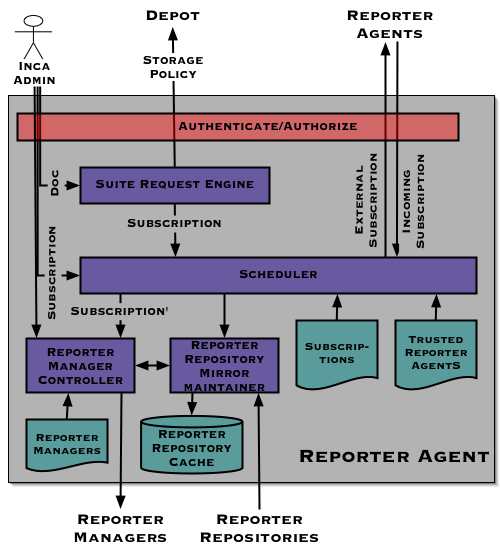 Depot
Reporter
Agents
Storage
Policy
Inca
Admin
Authenticate/Authorize
Doc
Suite Request Engine
External
Subscription
Incoming
Subscription
Subscription
Subscription
Scheduler
Subscription'
Reporter
Manager
Controller
Reporter
Repository
Mirror
maintainer
Subscrip-
tions
Trusted
Reporter
AgentS
Reporter
Managers
Reporter
Repository
Cache
Reporter Agent
Reporter
Managers
Reporter
Repositories